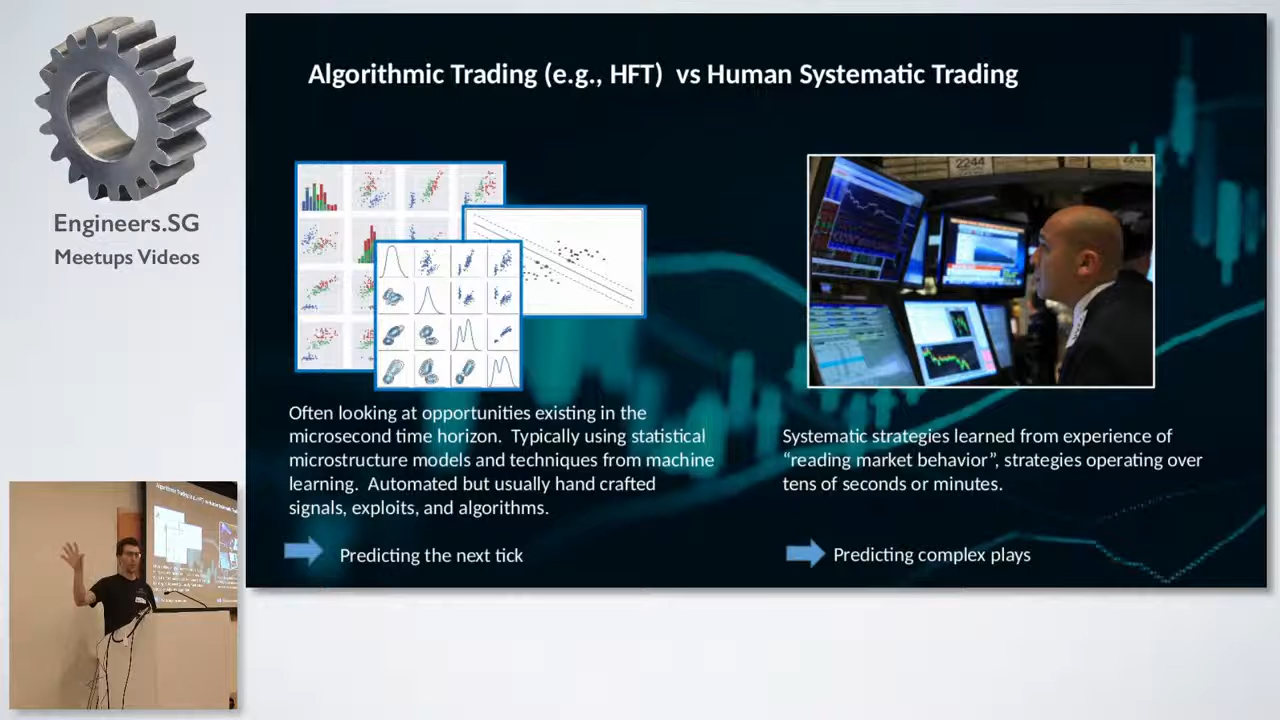 Engineers.SG
Meetups Videos
Algorithmic Trading (e.g., HFT) vs Human Systematic Trading
2244
Often looking at opportunities existing in the
microsecond time horizon. Typically using statistical
microstructure models and techniques from machine
learning. Automated but usually hand crafted
signals, exploits, and algorithms.
Predicting the next tick
Systematic strategies learned from experience of
“reading market behavior”, strategies operating over
tens of seconds or minutes.
Predicting complex plays